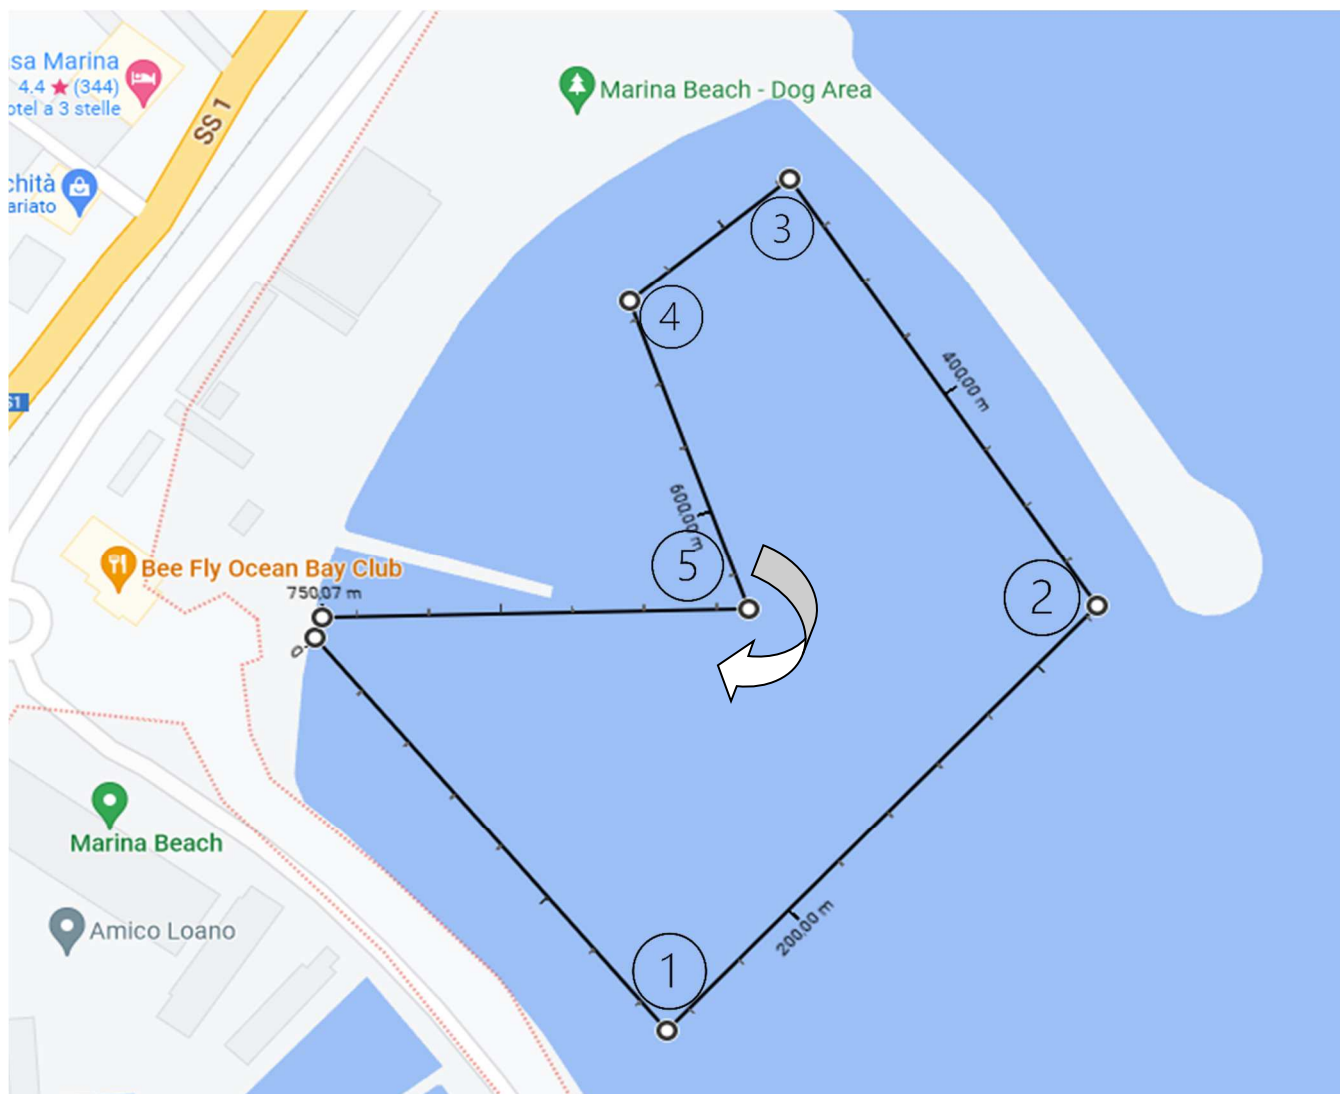 sa Marina
4.4 ★ (344)
otel a 3 stelle
SS 1
Marina Beach - Dog Area
chità
ariato
3
4
400,00 m
S1
600,00 m
5
2
Bee Fly Ocean Bay Club
750,07 m
0
Marina Beach
200,00 m
Amico Loano
1